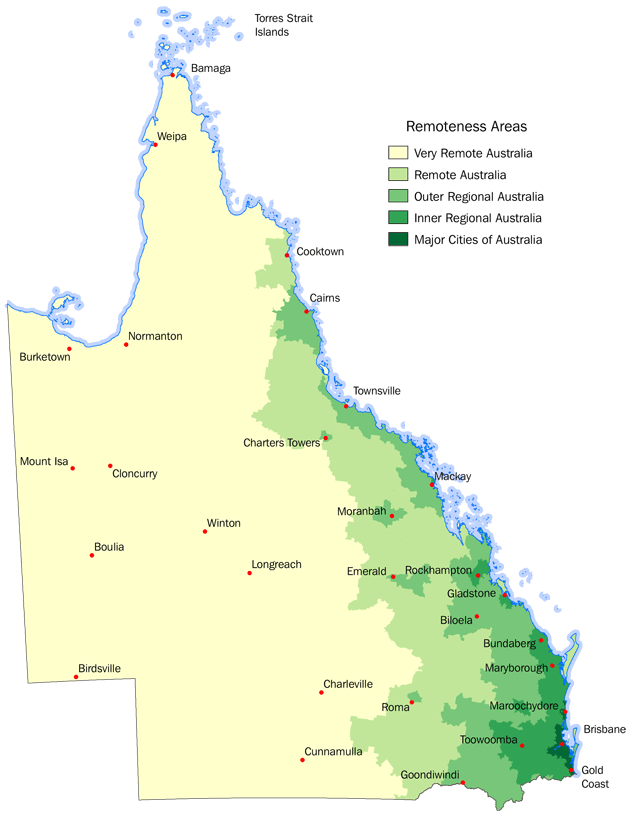 Torres Strait
Islands
Bamaga
Remoteness Areas
Weipa
Very Remote Australia
Remote Australia
Outer Regional Australia
Inner Regional Australia
Major Cities of Australia
Cooktown
Cairns
Normanton
Burketown
Townsville
Charters Towers
Mount Isa
Cloncurry
Mackay
Moranbah
Winton
Boulia
Longreach
Emerald
Rockhampton
Gladstone
Biloela
Bundaberg
Maryborough
Birdsville
Charleville
Roma
Maroochydore
Brisbane
Toowoomba
Cunnamulla
Goondiwindi
Gold
Coast